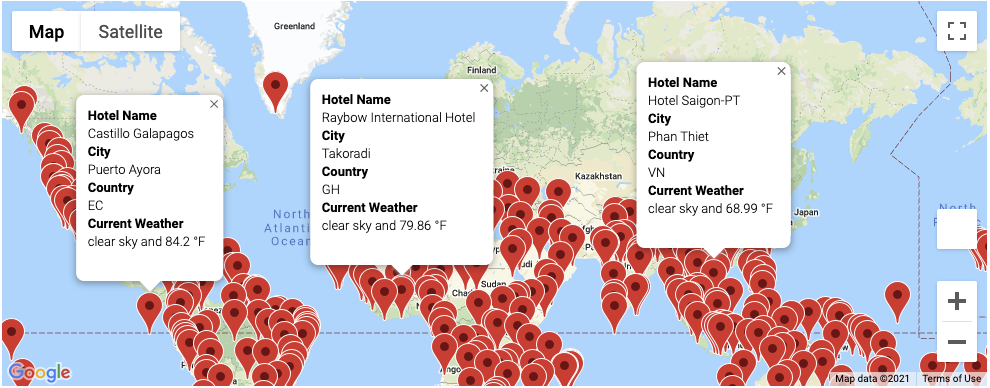 Map
Satellite
Greenland
Finland
Kazakhstan
Japan
North
Atlantic
Ocean
North
Hotel Name
Castillo Galapagos
City
Puerto Ayora
Country
EC
Current Weather
clear sky and 84.2 °F
Hotel Name
Raybow International Hotel
City
Takoradi
Country
GH
Current Weather
clear sky and 79.86 °F
Hotel Name
Hotel Saigon-PT
City
Phan Thiet
Country
VN
Current Weather
clear sky and 68.99 °F
Sudan
Google
Map data ©2021
Terms of Use